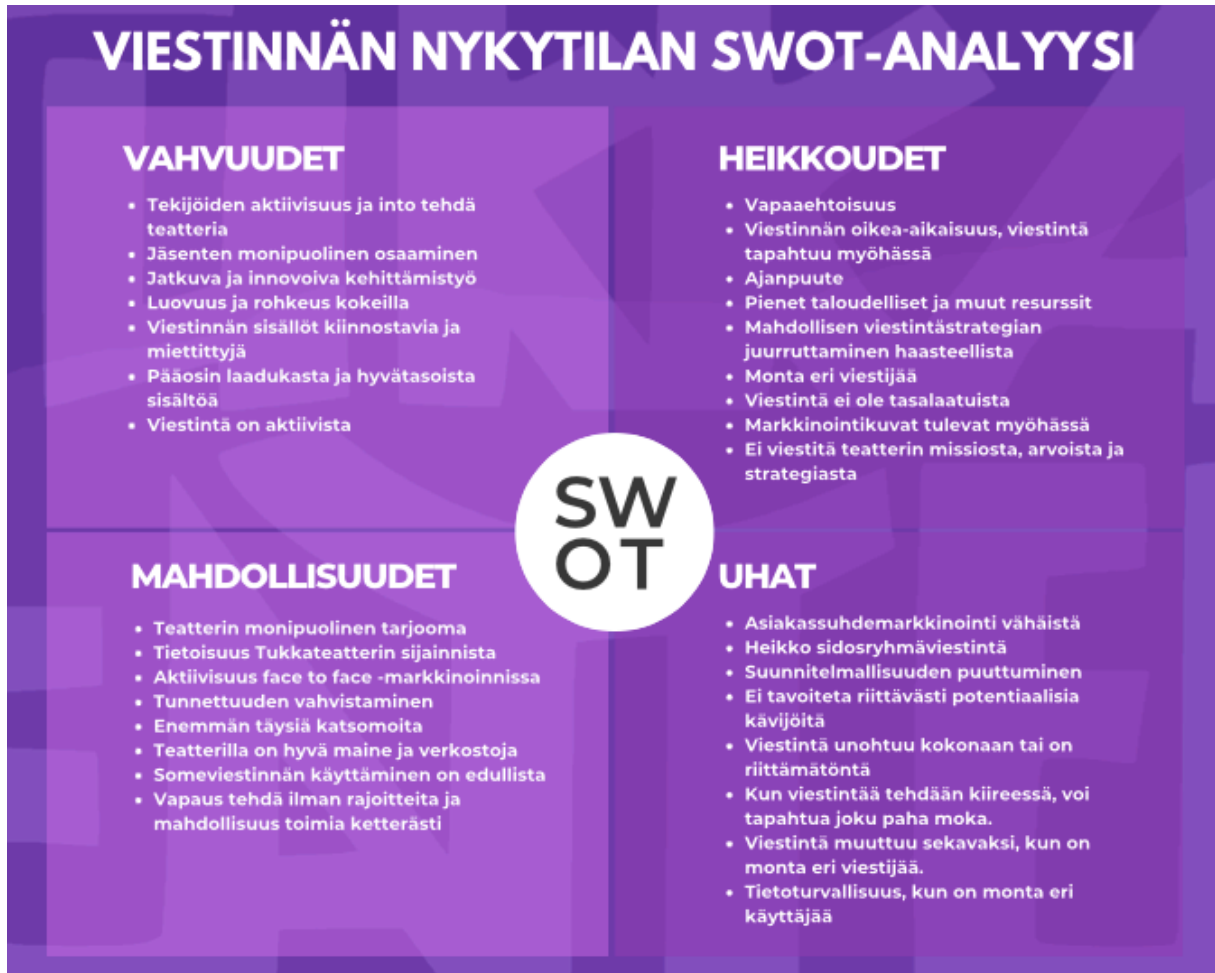 VIESTINNÄN NYKYTILAN SWOT-ANALYYSI
VAHVUUDET
• Tekijöiden aktiivisuus ja into tehdä
teatteria
• Jäsenten monipuolinen osaaminen
• Jatkuva ja innovoiva kehittämistyö
• Luovuus ja rohkeus kokeilla
• Viestinnän sisällöt kiinnostavia ja
miettittyjä
• Pääosin laadukasta ja hyvätasoista
sisältöä
• Viestintä on aktiivista
HEIKKOUDET
• Vapaaehtoisuus
• Viestinnän oikea-aikaisuus, viestintä
tapahtuu myöhässä
• Ajanpuute
• Pienet taloudelliset ja muut resurssit
• Mahdollisen viestintästrategian
juurruttaminen haasteellista
• Monta eri viestijää
• Viestintä ei ole tasalaatuista
• Markkinointikuvat tulevat myöhässä
• Ei viestitä teatterin missiosta, arvoista ja
strategiasta
SW
OT
MAHDOLLISUUDET
• Teatterin monipuolinen tarjooma
• Tietoisuus Tukkateatterin sijainnista
• Aktiivisuus face to face -markkinoinnissa
• Tunnettuuden vahvistaminen
• Enemmän täysiä katsomoita
• Teatterilla on hyvä maine ja verkostoja
• Someviestinnän käyttäminen on edullista
• Vapaus tehdä ilman rajoitteita ja
mahdollisuus toimia ketterästi
UHAT
• Asiakassuhdemarkkinointi vähäistä
• Heikko sidosryhmäviestintä
• Suunnitelmallisuuden puuttuminen
• Ei tavoiteta riittävästi potentiaalisia
kävijöitä
• Viestintä unohtuu kokonaan tai on
riittämätöntä
• Kun viestintää tehdään kiireessä, voi
tapahtua joku paha moka.
• Viestintä muuttuu sekavaksi, kun on
monta eri viestijää.
• Tietoturvallisuus, kun on monta eri
käyttäjää